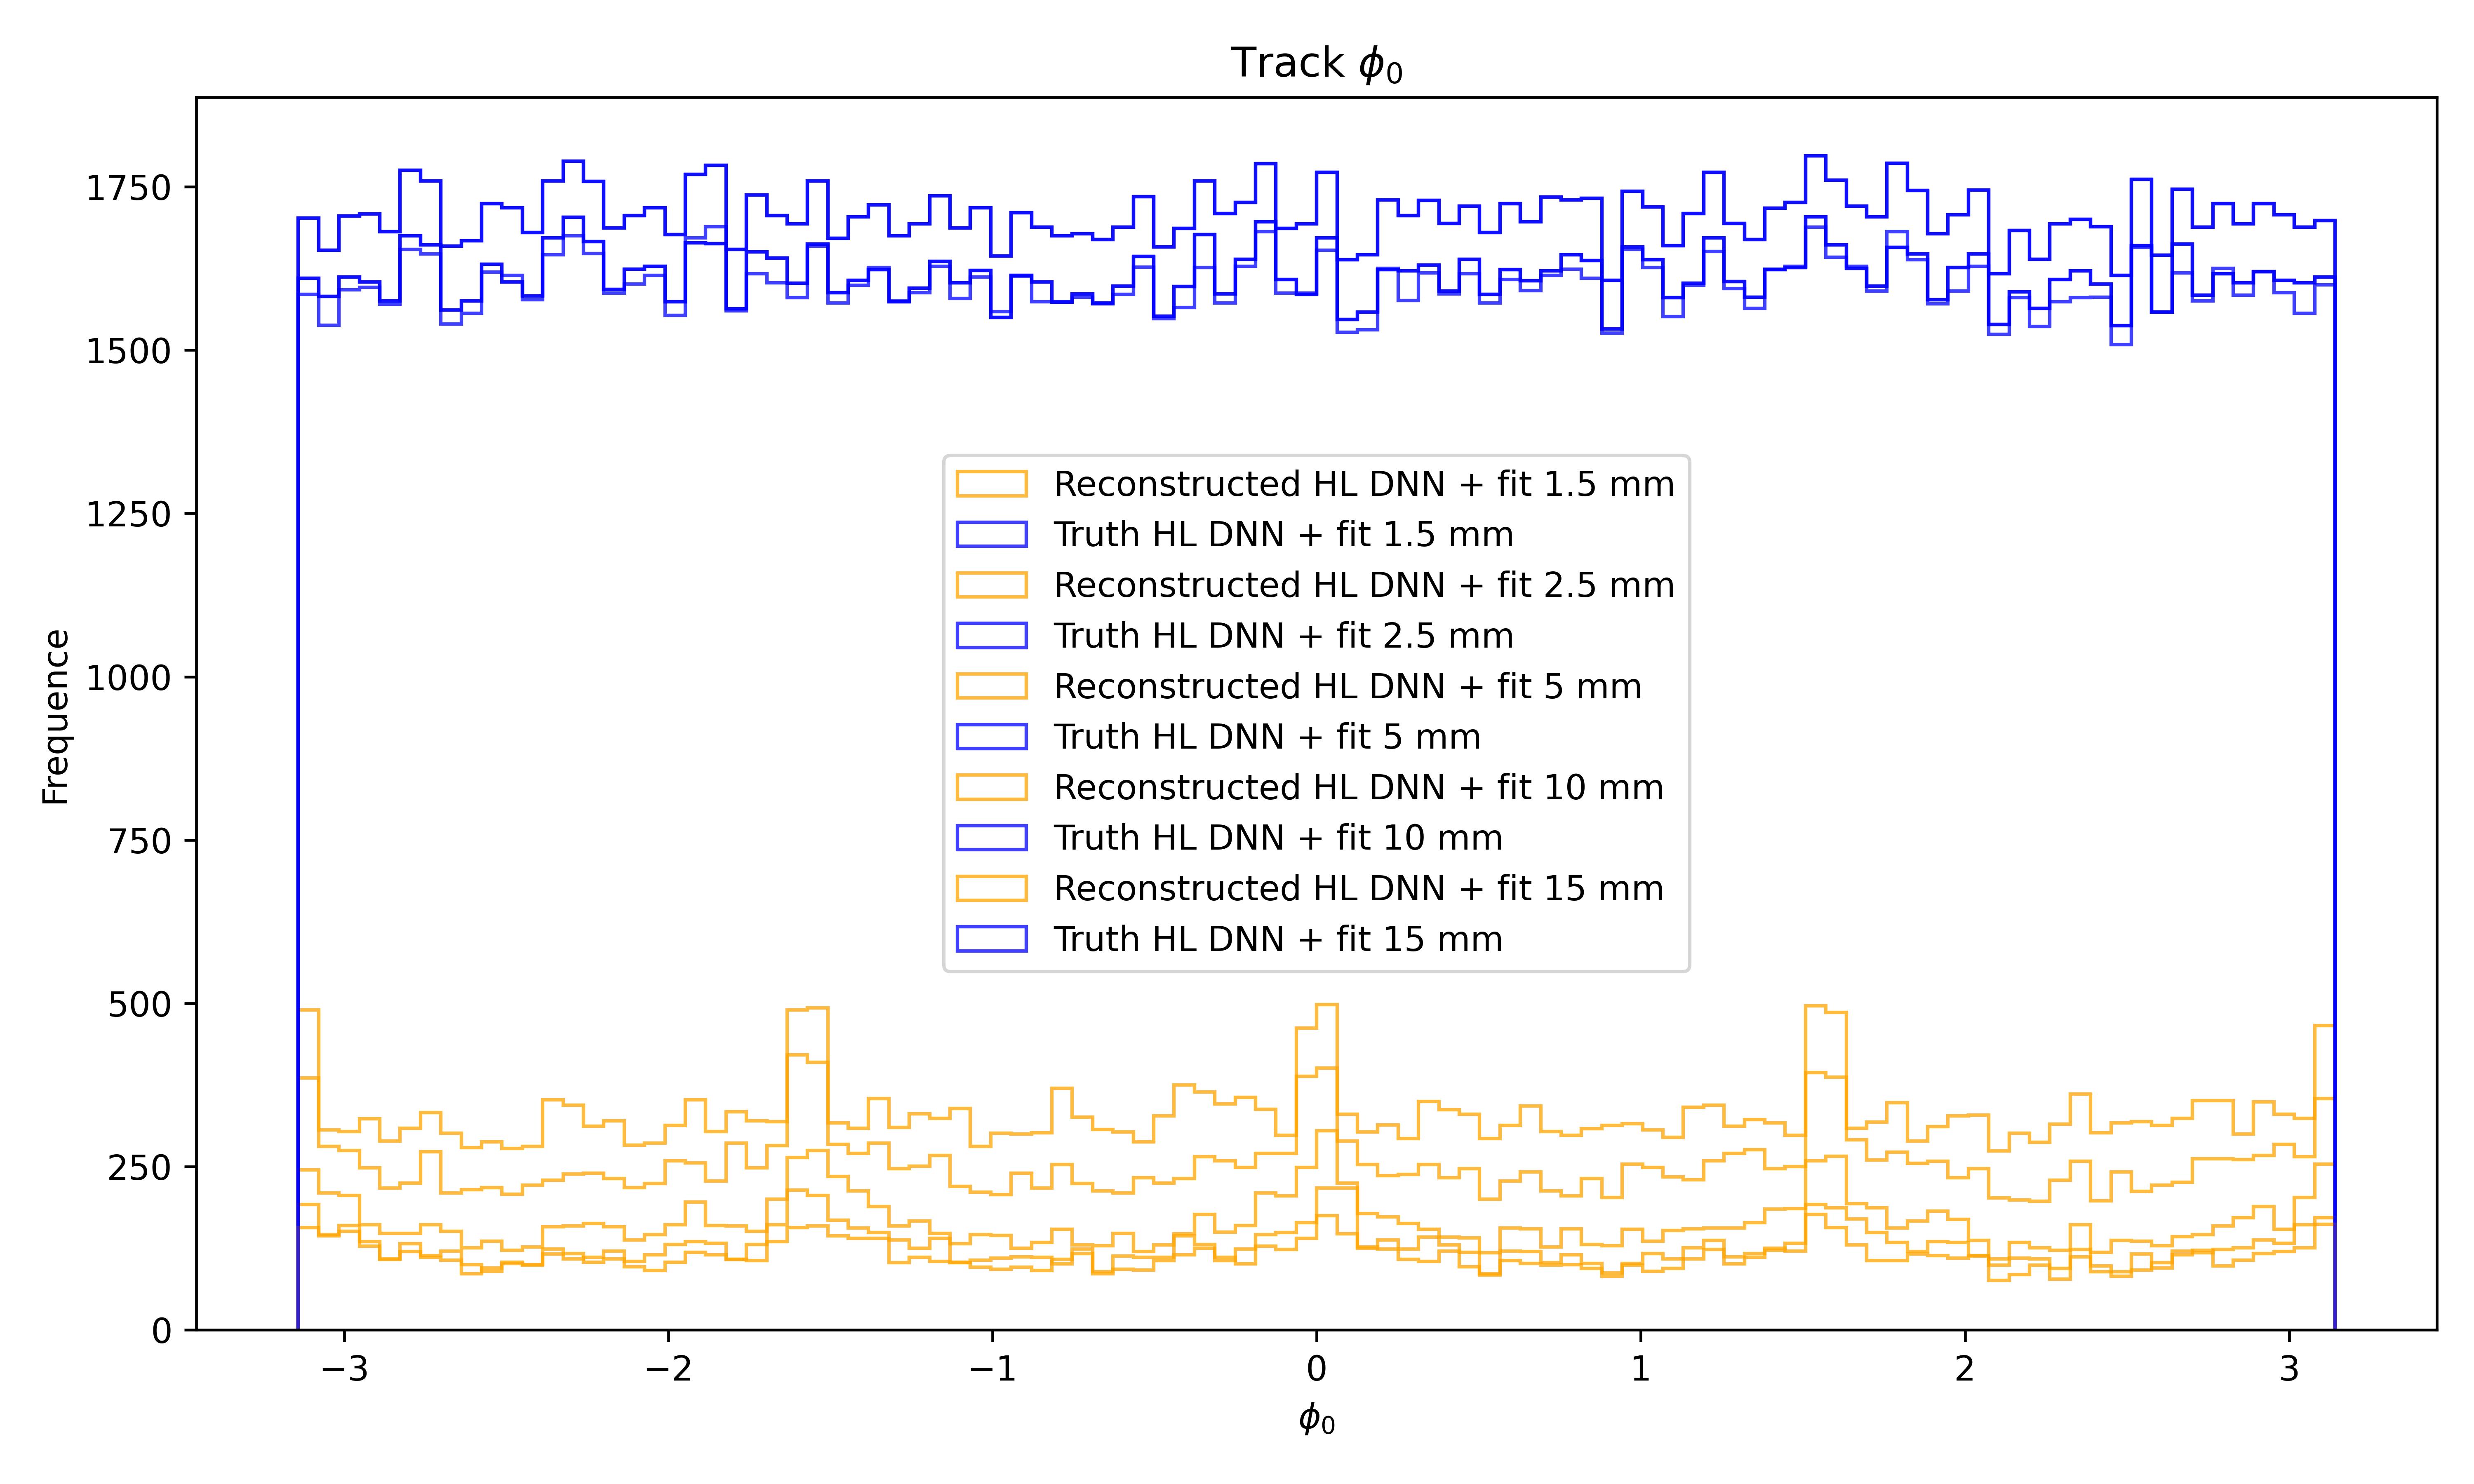 Track ϕ₀
1750
1500
1250
1000
750
500
250
0
Frequence
Reconstructed HL DNN + fit 1.5 mm
Truth HL DNN + fit 1.5 mm
Reconstructed HL DNN + fit 2.5 mm
Truth HL DNN + fit 2.5 mm
Reconstructed HL DNN + fit 5 mm
Truth HL DNN + fit 5 mm
Reconstructed HL DNN + fit 10 mm
Truth HL DNN + fit 10 mm
Reconstructed HL DNN + fit 15 mm
Truth HL DNN + fit 15 mm
−3 −2 −1 0 1 2 3
ϕ₀